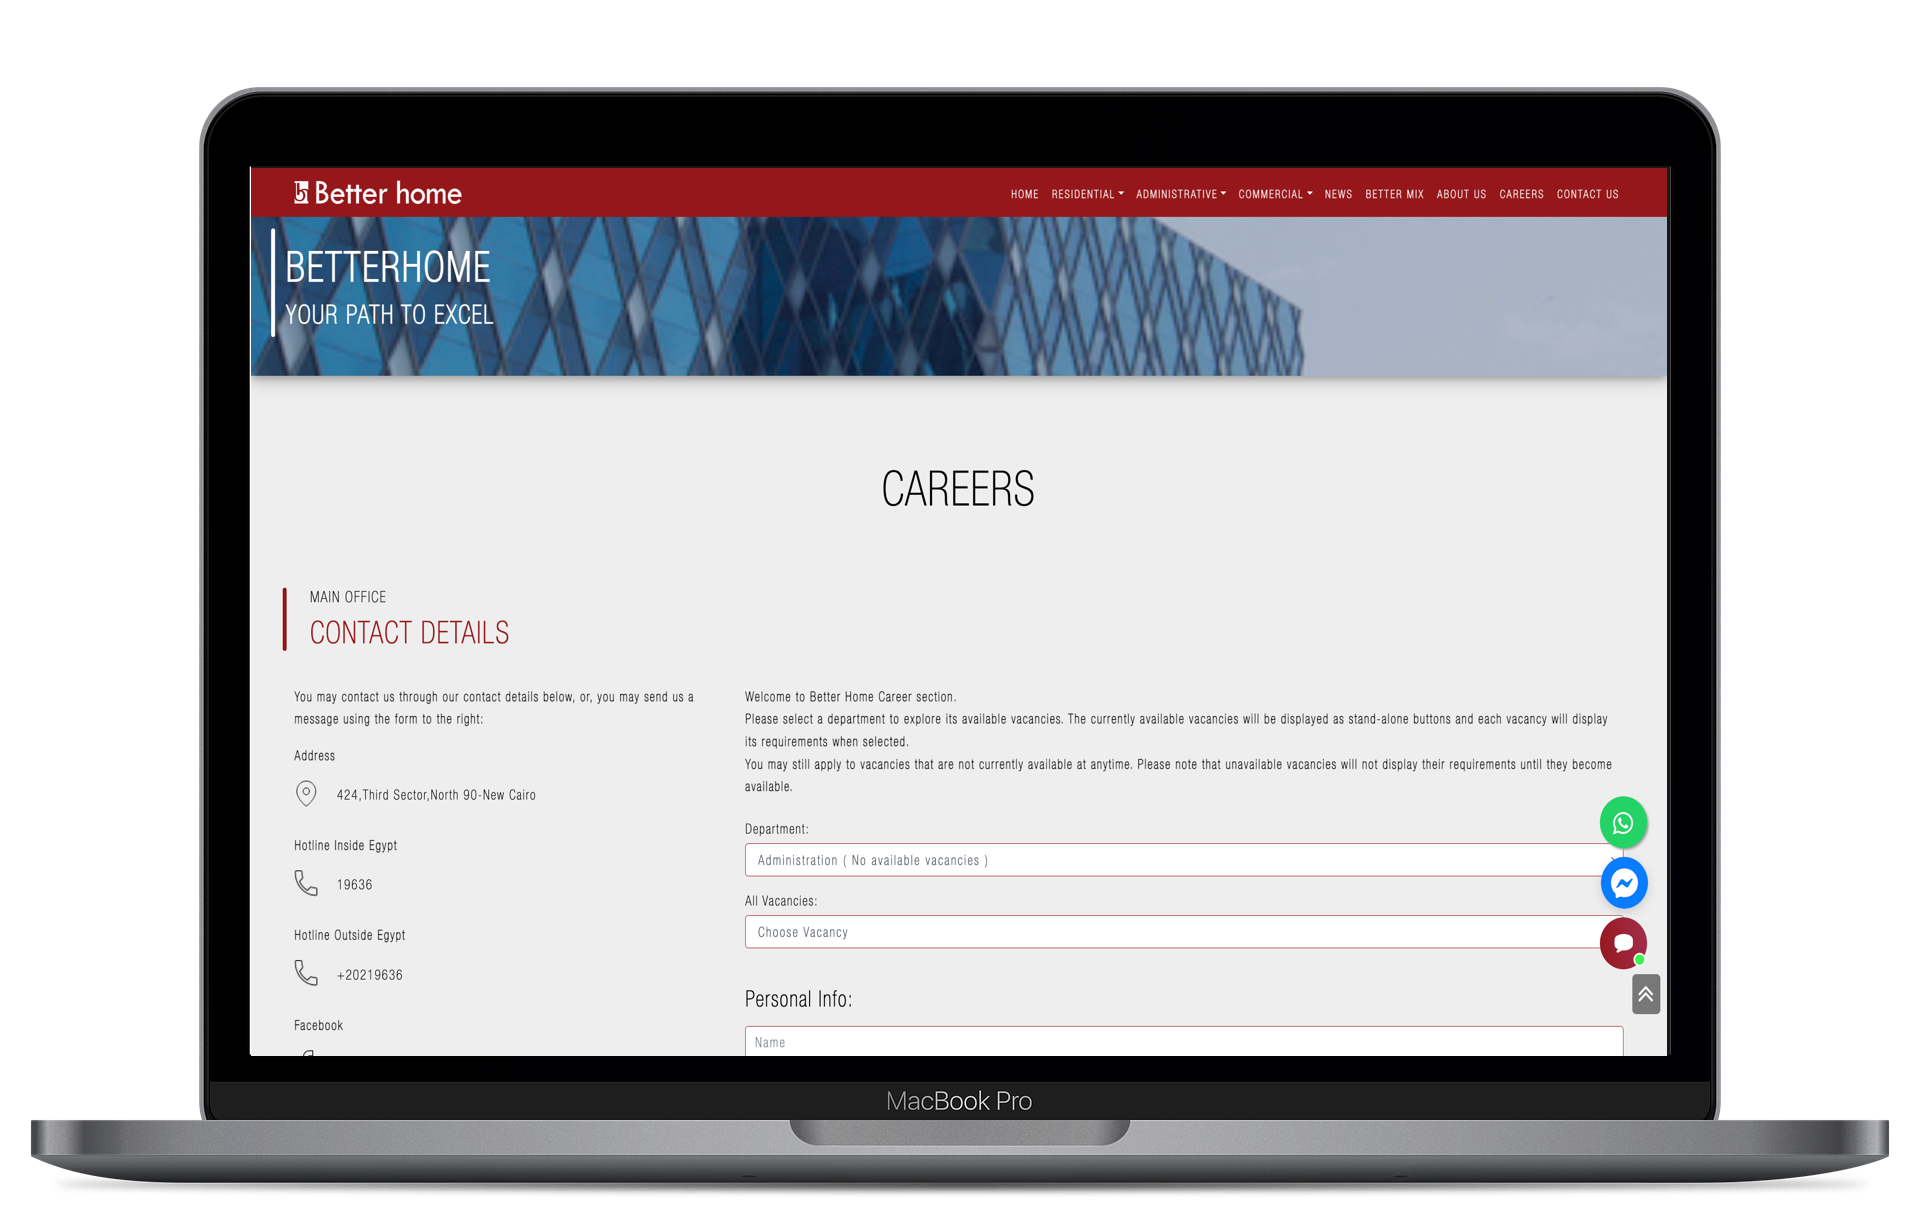 Better home
HOME RESIDENTIAL ADMINISTRATIVE COMMERCIAL NEWS BETTER MIX ABOUT US CAREERS CONTACT US
BETTERHOME
YOUR PATH TO EXCEL
CAREERS
MAIN OFFICE
CONTACT DETAILS
You may contact us through our contact details below, or, you may send us a
message using the form to the right:
Address
424,Third Sector,North 90-New Cairo
Hotline Inside Egypt
19636
Hotline Outside Egypt
+20219636
Facebook
Welcome to Better Home Career section.
Please select a department to explore its available vacancies. The currently available vacancies will be displayed as stand-alone buttons and each vacancy will display
its requirements when selected.
You may still apply to vacancies that are not currently available at anytime. Please note that unavailable vacancies will not display their requirements until they become
available.
Department:
Administration ( No available vacancies )
All Vacancies:
Choose Vacancy
Personal Info:
Name
MacBook Pro